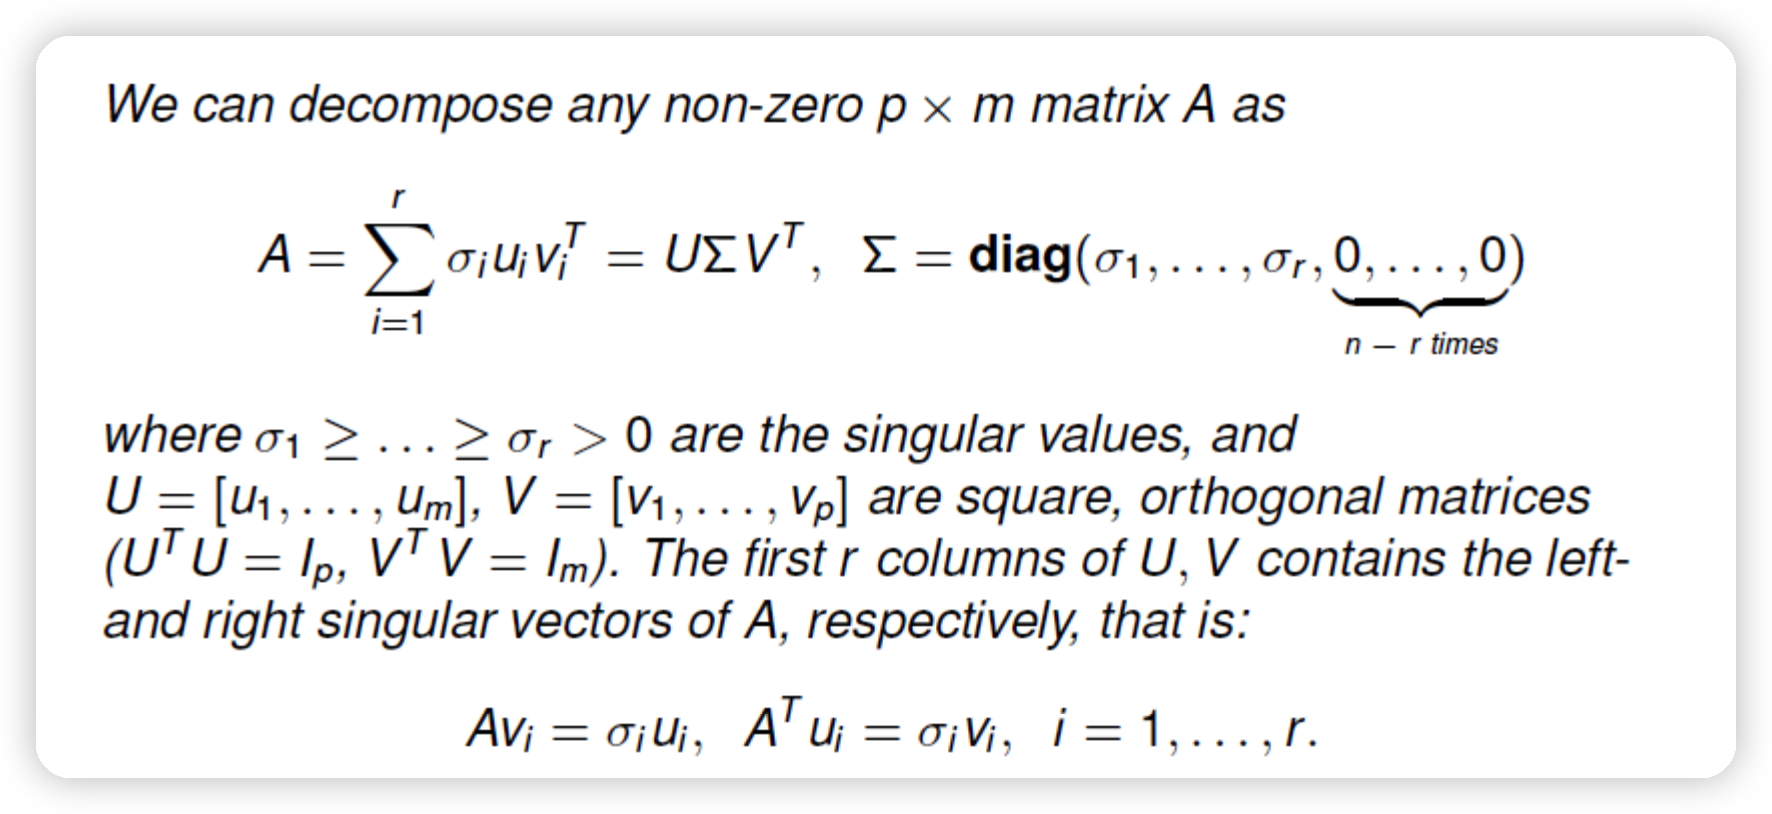 We can decompose any non-zero p × m matrix A as
A = ∑_{i=1}^{r} σ_i u_i v_i^T = UΣV^T, Σ = diag(σ_1, . . . , σ_r, 0, . . . , 0)
n − r times
where σ_1 ≥ . . . ≥ σ_r > 0 are the singular values, and
U = [u_1, . . . , u_m], V = [v_1, . . . , v_p] are square, orthogonal matrices
(U^T U = I_p, V^T V = I_m). The first r columns of U, V contains the left-
and right singular vectors of A, respectively, that is:
Av_i = σ_i u_i, A^T u_i = σ_i v_i, i = 1, . . . , r.